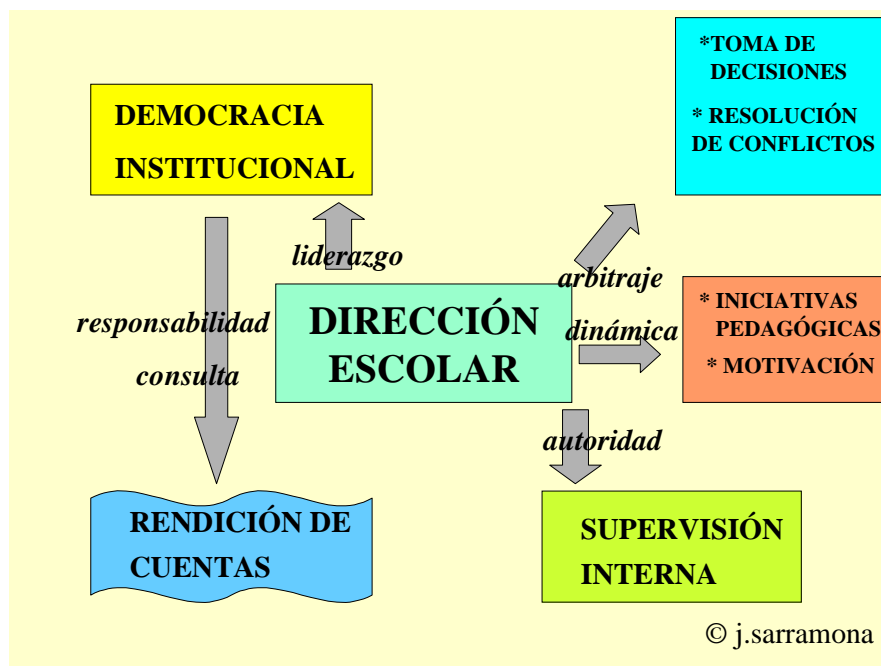 *TOMA DE
DECISIONES
* RESOLUCIÓN
DE CONFLICTOS
DEMOCRACIA
INSTITUCIONAL
liderazgo
arbitraje
responsabilidad
consulta
DIRECCIÓN
ESCOLAR
dinámica
* INICIATIVAS
PEDAGÓGICAS
* MOTIVACIÓN
autoridad
RENDICIÓN DE
CUENTAS
SUPERVISIÓN
INTERNA
© j.sarramona